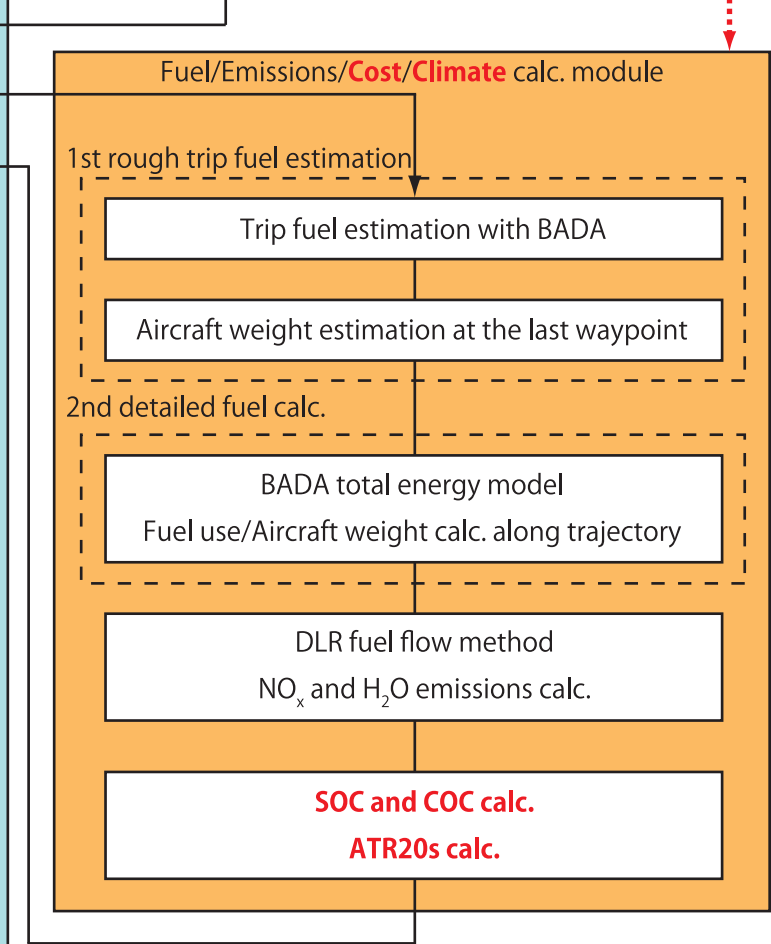 Fuel/Emissions/Cost/Climate calc. module
1st rough trip fuel estimation
Trip fuel estimation with BADA
Aircraft weight estimation at the last waypoint
2nd detailed fuel calc.
BADA total energy model
Fuel use/Aircraft weight calc. along trajectory
DLR fuel flow method
NOₓ and H₂O emissions calc.
SOC and COC calc.
ATR20s calc.